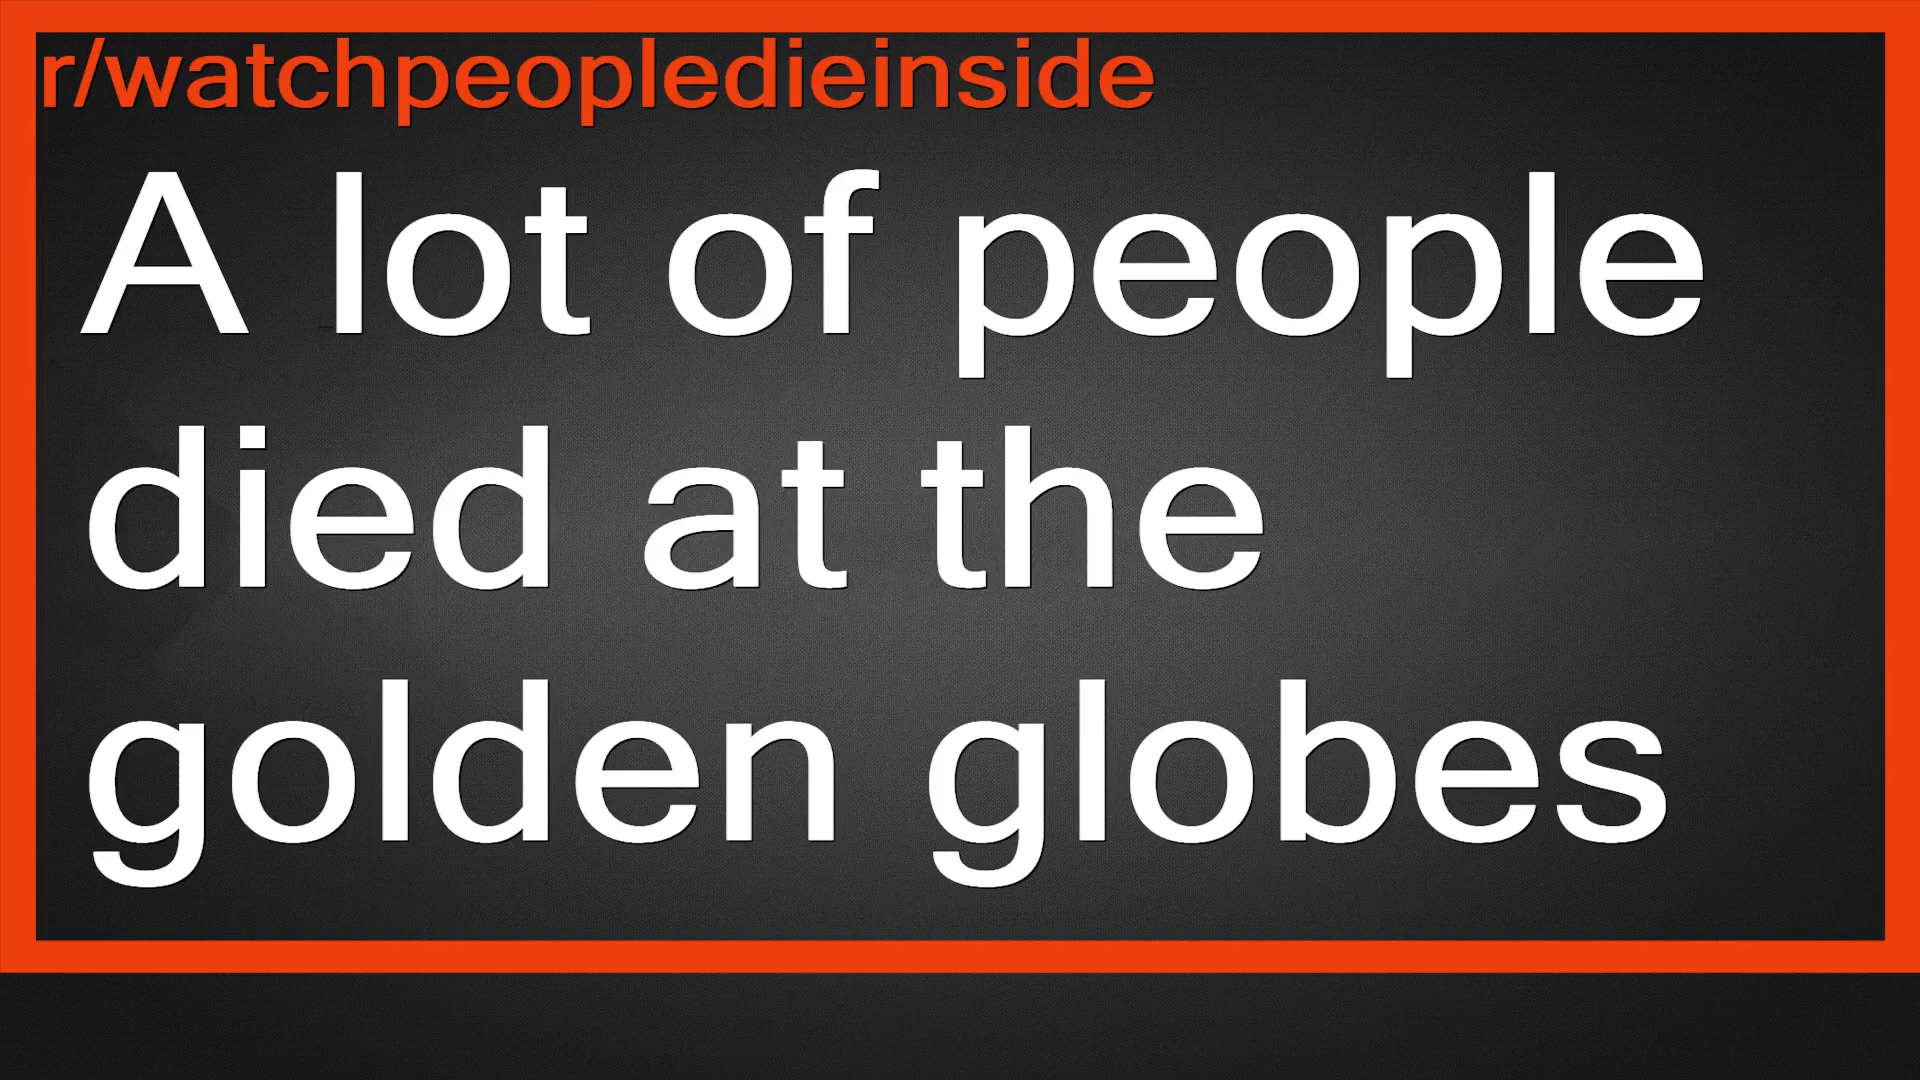 r/watchpeopledieinside
A lot of people
died at the
golden globes